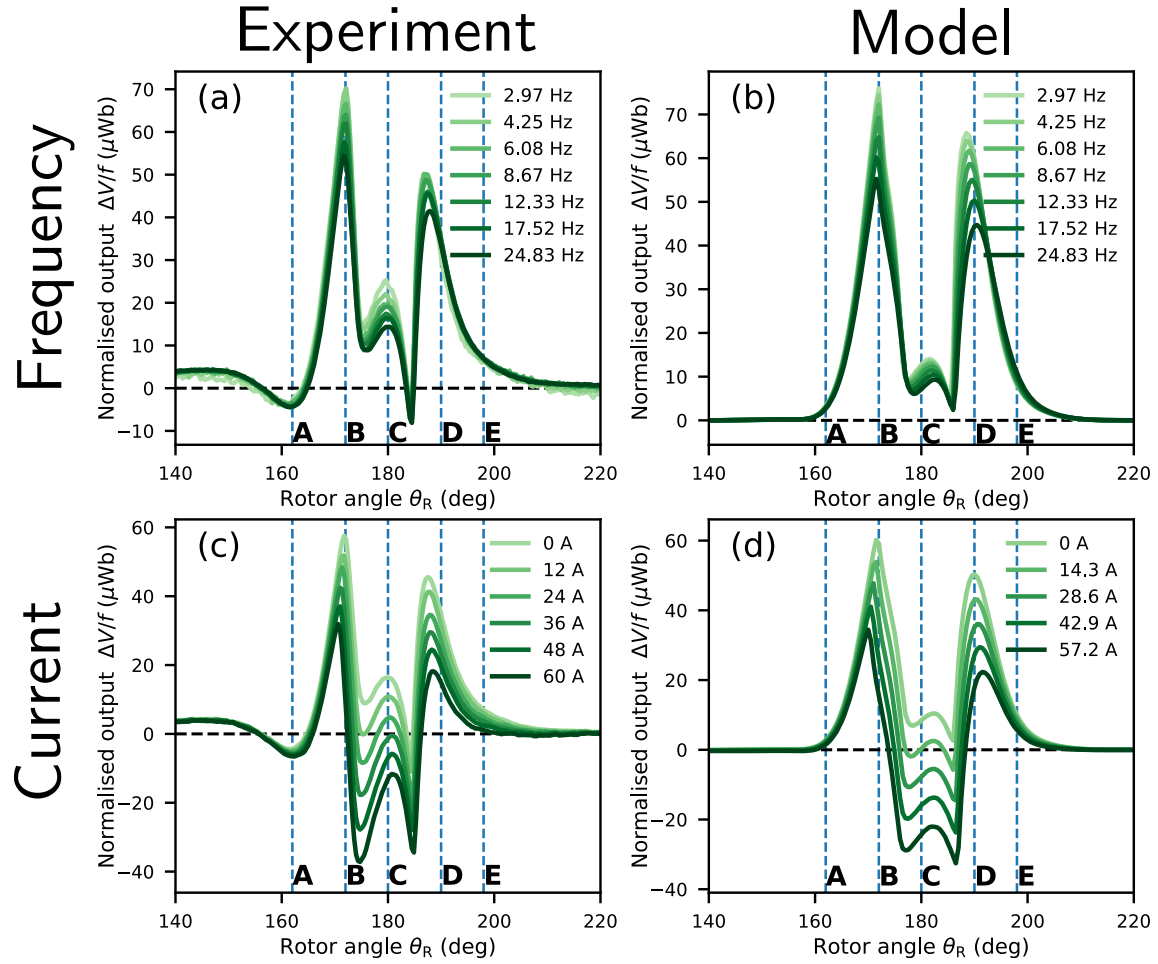 Experiment
Model
Frequency
Current
(a)
Normalised output ΔV/f (μWb)
70
60
50
40
30
20
10
0
−10
2.97 Hz
4.25 Hz
6.08 Hz
8.67 Hz
12.33 Hz
17.52 Hz
24.83 Hz
A B C D E
140 160 180 200 220
Rotor angle θR (deg)
(b)
Normalised output ΔV/f (μWb)
70
60
50
40
30
20
10
0
2.97 Hz
4.25 Hz
6.08 Hz
8.67 Hz
12.33 Hz
17.52 Hz
24.83 Hz
A B C D E
140 160 180 200 220
Rotor angle θR (deg)
(c)
Normalised output ΔV/f (μWb)
60
40
20
0
−20
−40
0 A
12 A
24 A
36 A
48 A
60 A
A B C D E
140 160 180 200 220
Rotor angle θR (deg)
(d)
Normalised output ΔV/f (μWb)
60
40
20
0
−20
−40
0 A
14.3 A
28.6 A
42.9 A
57.2 A
A B C D E
140 160 180 200 220
Rotor angle θR (deg)